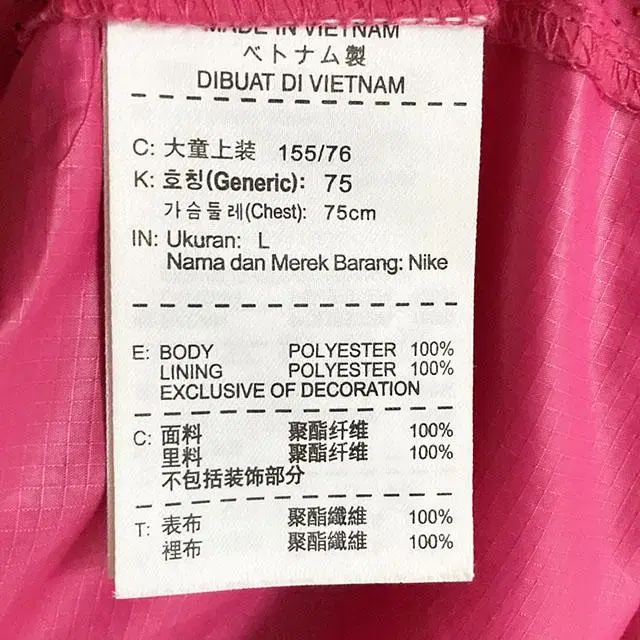 MADE IN VIETNAM
ベトナム製
DIBUAT DI VIETNAM
C: 大童上装 155/76
K: 호칭(Generic): 75
가슴둘레(Chest): 75cm
IN: Ukuran: L
Nama dan Merek Barang: Nike
E: BODY POLYESTER 100%
LINING POLYESTER 100%
EXCLUSIVE OF DECORATION
C: 面料 聚酯纤维 100%
里料 聚酯纤维 100%
不包括装饰部分
T: 表布 聚酯纖維 100%
裡布 聚酯纖維 100%